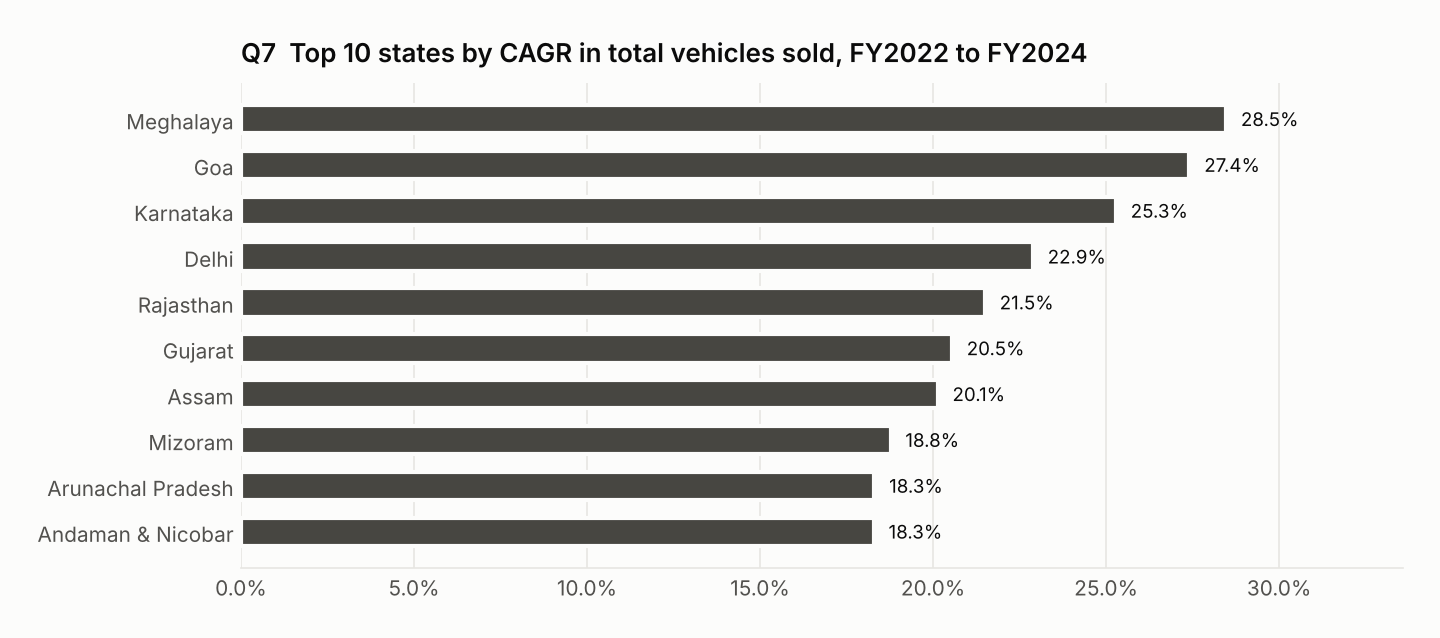 Q7 Top 10 states by CAGR in total vehicles sold, FY2022 to FY2024
Meghalaya 28.5%
Goa 27.4%
Karnataka 25.3%
Delhi 22.9%
Rajasthan 21.5%
Gujarat 20.5%
Assam 20.1%
Mizoram 18.8%
Arunachal Pradesh 18.3%
Andaman & Nicobar 18.3%
0.0% 5.0% 10.0% 15.0% 20.0% 25.0% 30.0%